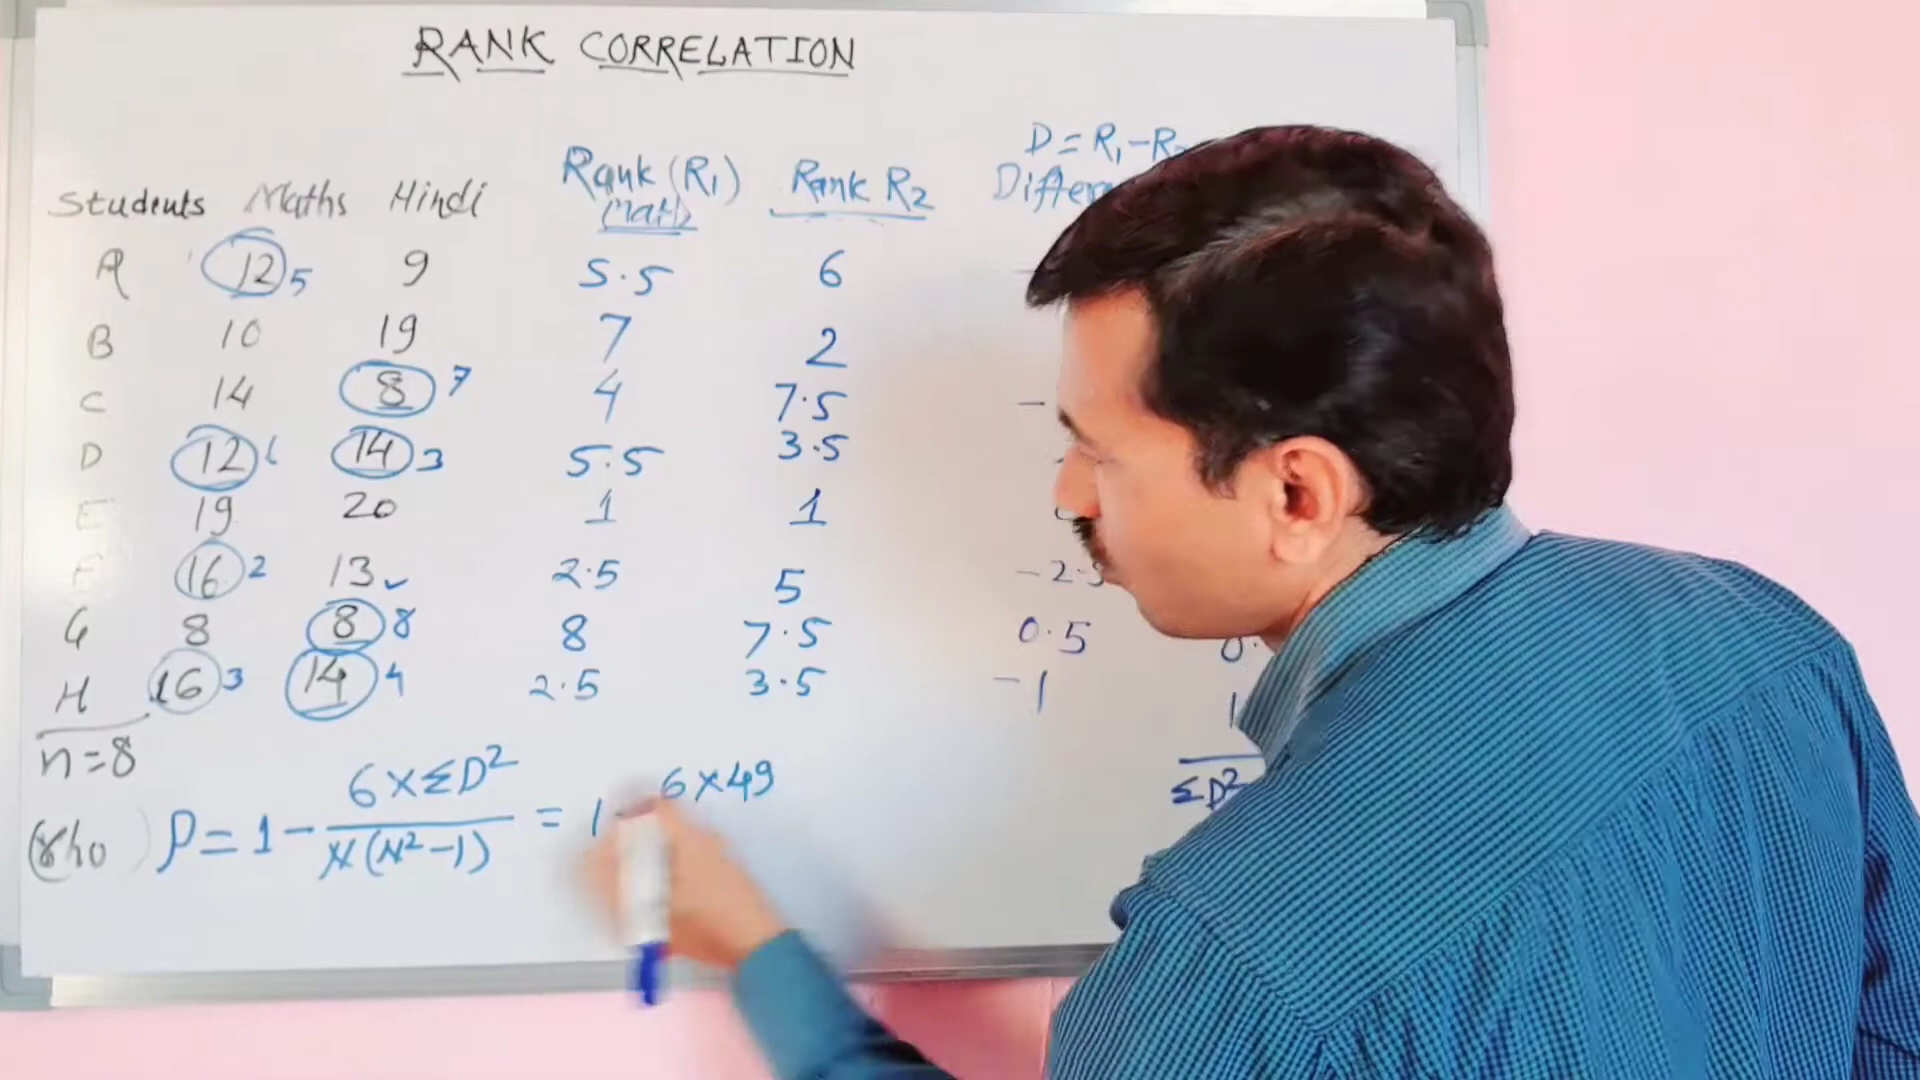 RANK CORRELATION
D = R₁ - R
Students Maths Hindi Rank (R₁) Rank R₂
Math
A 12 5 9 5.5 6
B 10 19 7 2
C 14 8 7 4 7.5 -
D 12 14 3 5.5 3.5
E 19 20 1 1
F 16 2 13 ✓ 2.5 5 -2.5
G 8 8 8 8 7.5 0.5 0.
H 16 3 14 4 2.5 3.5 -1 1
n=8
6×ΣD² 6×49 ΣD²
(rho) ρ = 1 - = 1
N(N²-1)